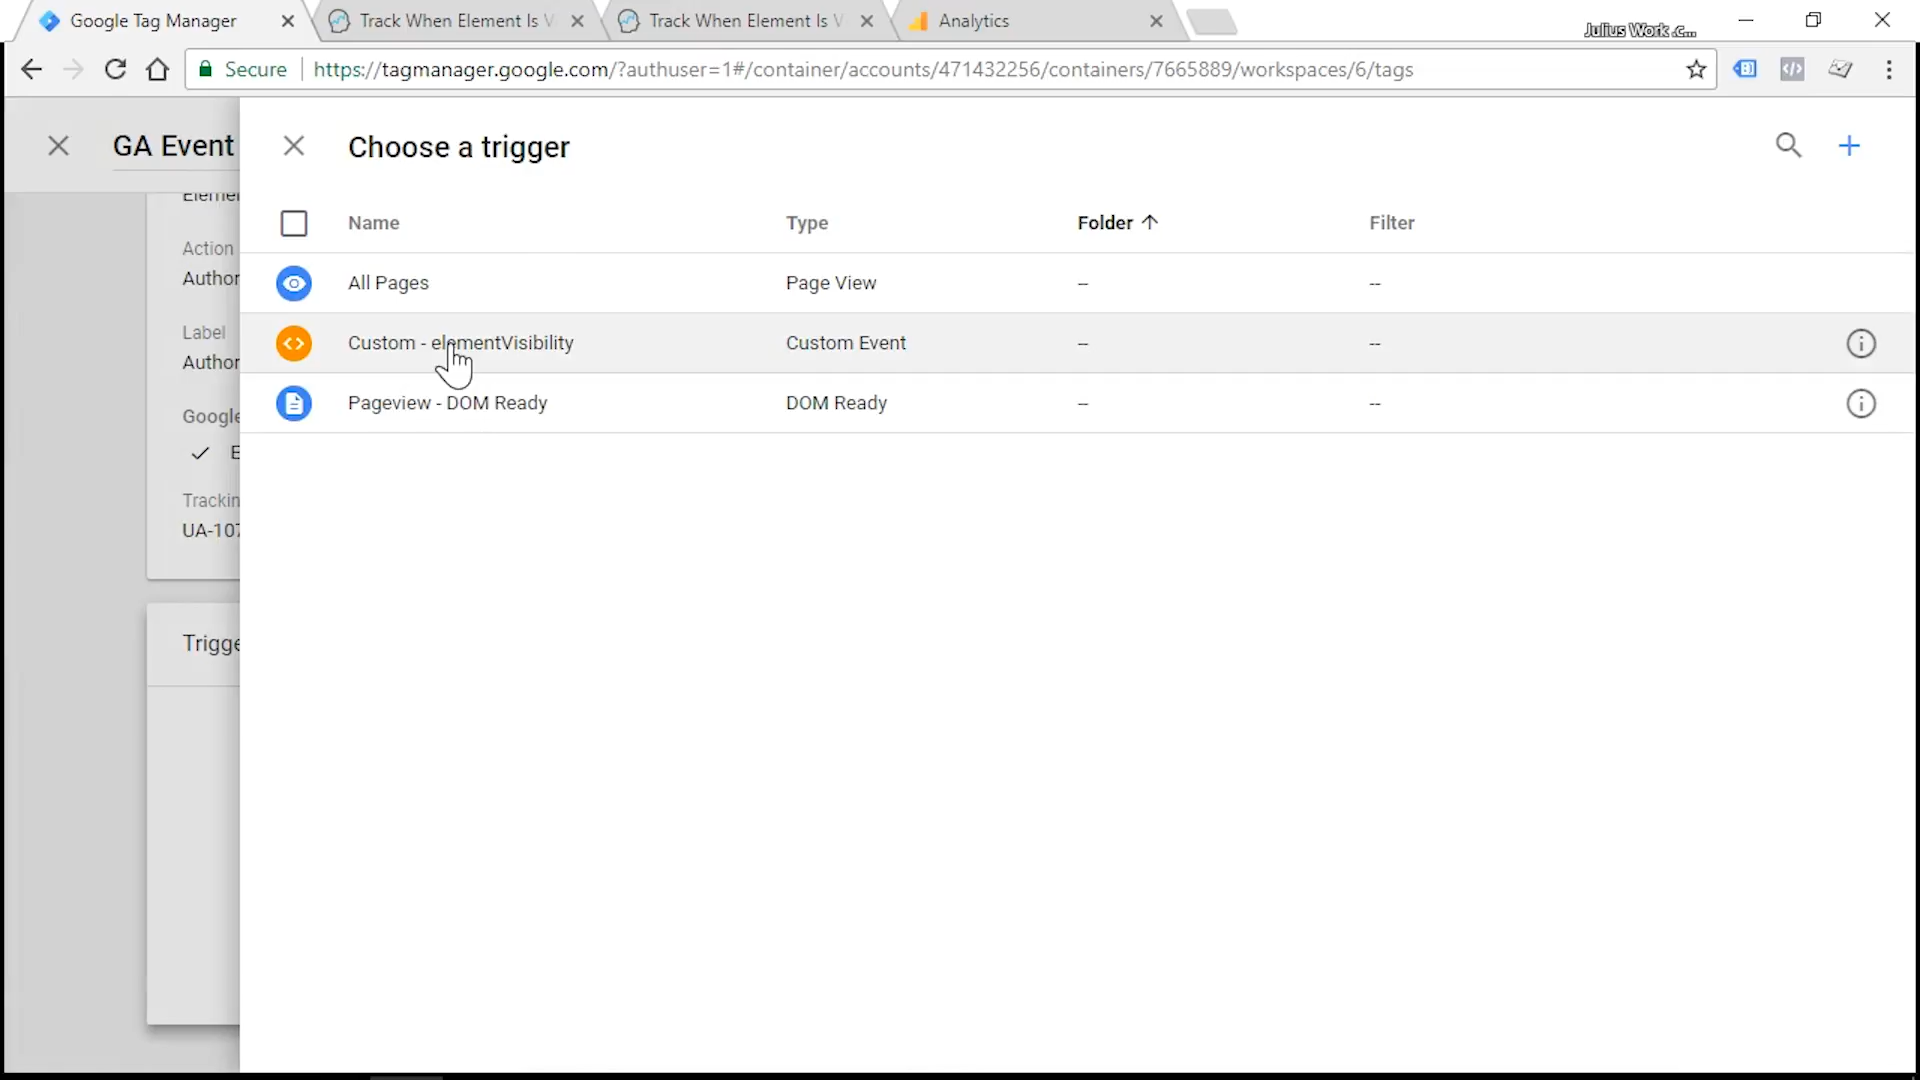 Google Tag Manager
Track When Element Is V
Track When Element Is V
Analytics
Julius Work .c...
Secure
https://tagmanager.google.com/?authuser=1#/container/accounts/471432256/containers/7665889/workspaces/6/tags
GA Event
Choose a trigger
Name Type Folder Filter
All Pages Page View -- --
Custom - elementVisibility Custom Event -- --
Pageview - DOM Ready DOM Ready -- --
Elemen
Action
Author
Label
Author
Google
E
Trackin
UA-107
Trigge